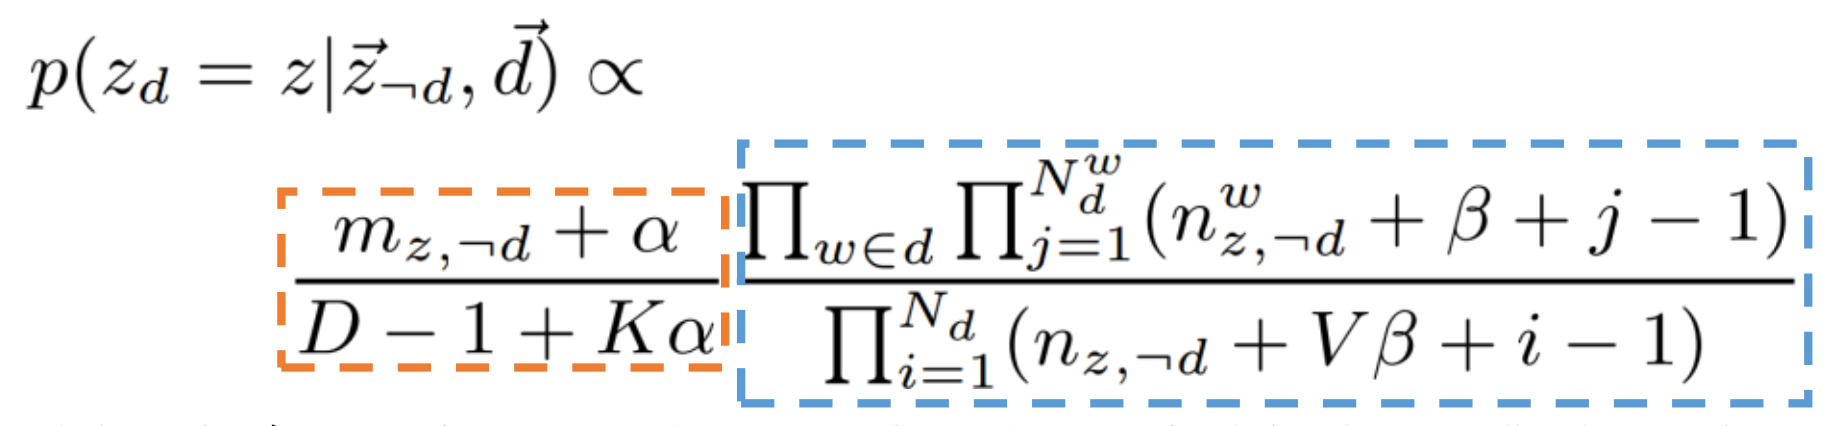 p(z_d = z|\vec{z}_{\neg d}, \vec{d}) \propto
\frac{m_{z,\neg d} + \alpha}{D - 1 + K\alpha} \frac{\prod_{w \in d} \prod_{j=1}^{N_d^w} (n_{z,\neg d}^w + \beta + j - 1)}{\prod_{i=1}^{N_d} (n_{z,\neg d} + V\beta + i - 1)}